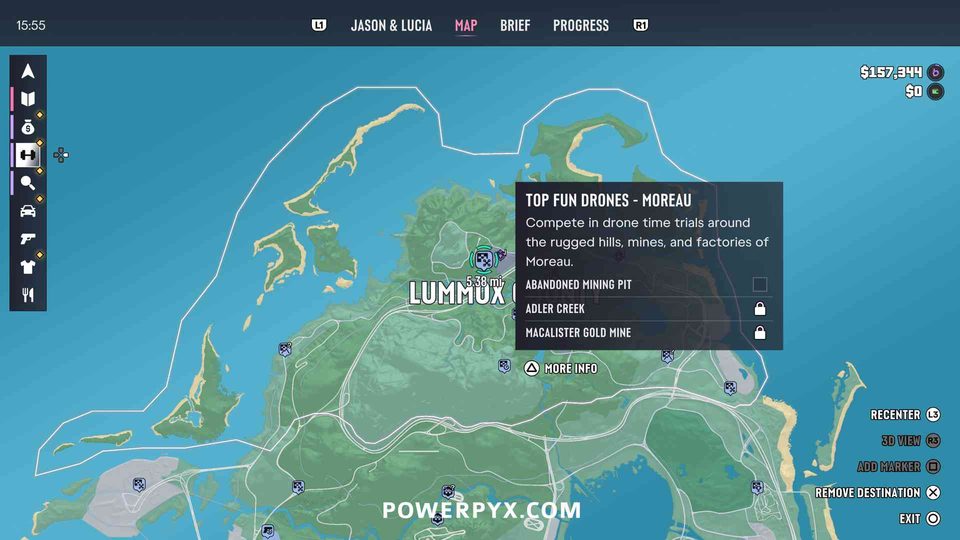 15:55
L1 JASON & LUCIA MAP BRIEF PROGRESS R1
$157,344
$0
TOP FUN DRONES - MOREAU
Compete in drone time trials around
the rugged hills, mines, and factories of
Moreau.
ABANDONED MINING PIT
ADLER CREEK
MACALISTER GOLD MINE
5.38 mi
LUMMOX
MORE INFO
RECENTER L3
3D VIEW R3
ADD MARKER
REMOVE DESTINATION
EXIT
POWERPYX.COM